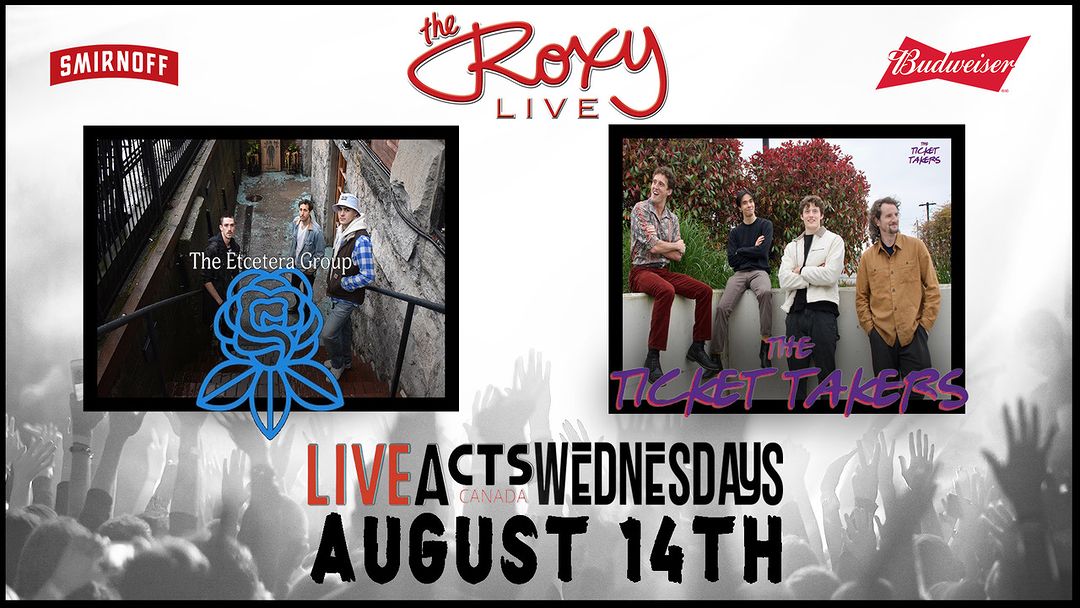 the
Roxy
LIVE
SMIRNOFF
Budweiser
The Etcetera Group
THE
TICKET
TAKERS
THE
TICKET TAKERS
LIVE ACTS WEDNESDAYS
CANADA
AUGUST 14TH